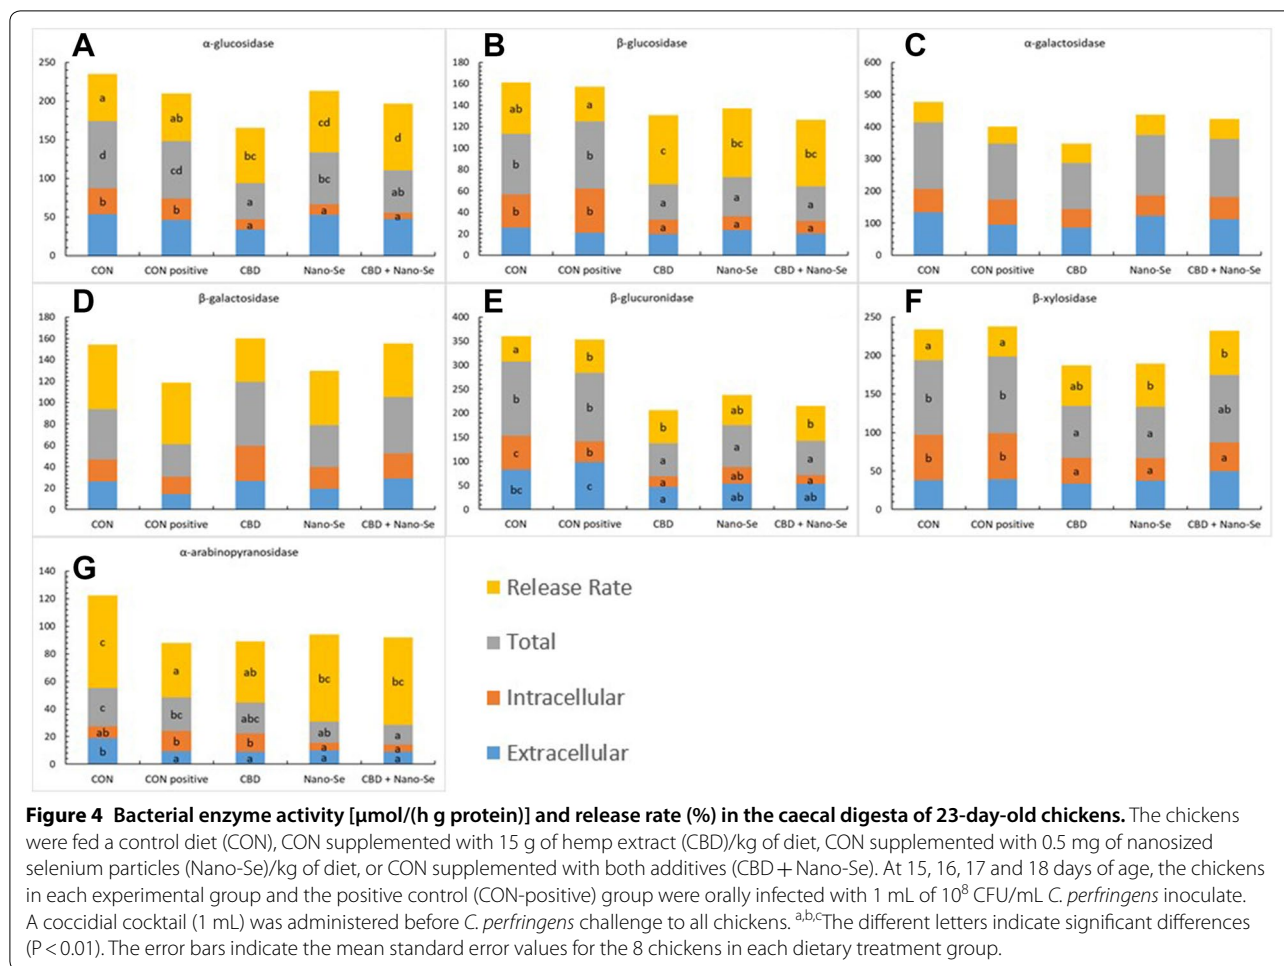 A
α-glucosidase
250
200
150
100
50
0
a
ab
bc
cd
d
d
cd
a
bc
ab
b
b
a
a
a
CON
CON positive
CBD
Nano-Se
CBD + Nano-Se
B
β-glucosidase
180
160
140
120
100
80
60
40
20
0
ab
a
c
bc
bc
b
b
a
a
a
b
b
a
a
a
CON
CON positive
CBD
Nano-Se
CBD + Nano-Se
C
α-galactosidase
600
500
400
300
200
100
0
CON
CON positive
CBD
Nano-Se
CBD + Nano-Se
D
β-galactosidase
180
160
140
120
100
80
60
40
20
0
CON
CON positive
CBD
Nano-Se
CBD + Nano-Se
E
β-glucuronidase
400
350
300
250
200
150
100
50
0
a
b
b
ab
b
b
b
a
a
a
c
b
a
ab
a
bc
c
a
ab
ab
CON
CON positive
CBD
Nano-Se
CBD + Nano-Se
F
β-xylosidase
250
200
150
100
50
0
a
a
ab
b
b
b
b
a
a
ab
b
b
a
a
a
CON
CON positive
CBD
Nano-Se
CBD + Nano-Se
G
α-arabinopyranosidase
140
120
100
80
60
40
20
0
c
a
ab
bc
bc
c
bc
abc
ab
a
ab
b
b
a
a
b
a
a
a
a
CON
CON positive
CBD
Nano-Se
CBD + Nano-Se
Release Rate
Total
Intracellular
Extracellular
Figure 4 Bacterial enzyme activity [µmol/(h g protein)] and release rate (%) in the caecal digesta of 23-day-old chickens. The chickens
were fed a control diet (CON), CON supplemented with 15 g of hemp extract (CBD)/kg of diet, CON supplemented with 0.5 mg of nanosized
selenium particles (Nano-Se)/kg of diet, or CON supplemented with both additives (CBD + Nano-Se). At 15, 16, 17 and 18 days of age, the chickens
in each experimental group and the positive control (CON-positive) group were orally infected with 1 mL of 10⁸ CFU/mL C. perfringens inoculate.
A coccidial cocktail (1 mL) was administered before C. perfringens challenge to all chickens. ᵃ,ᵇ,ᶜThe different letters indicate significant differences
(P < 0.01). The error bars indicate the mean standard error values for the 8 chickens in each dietary treatment group.